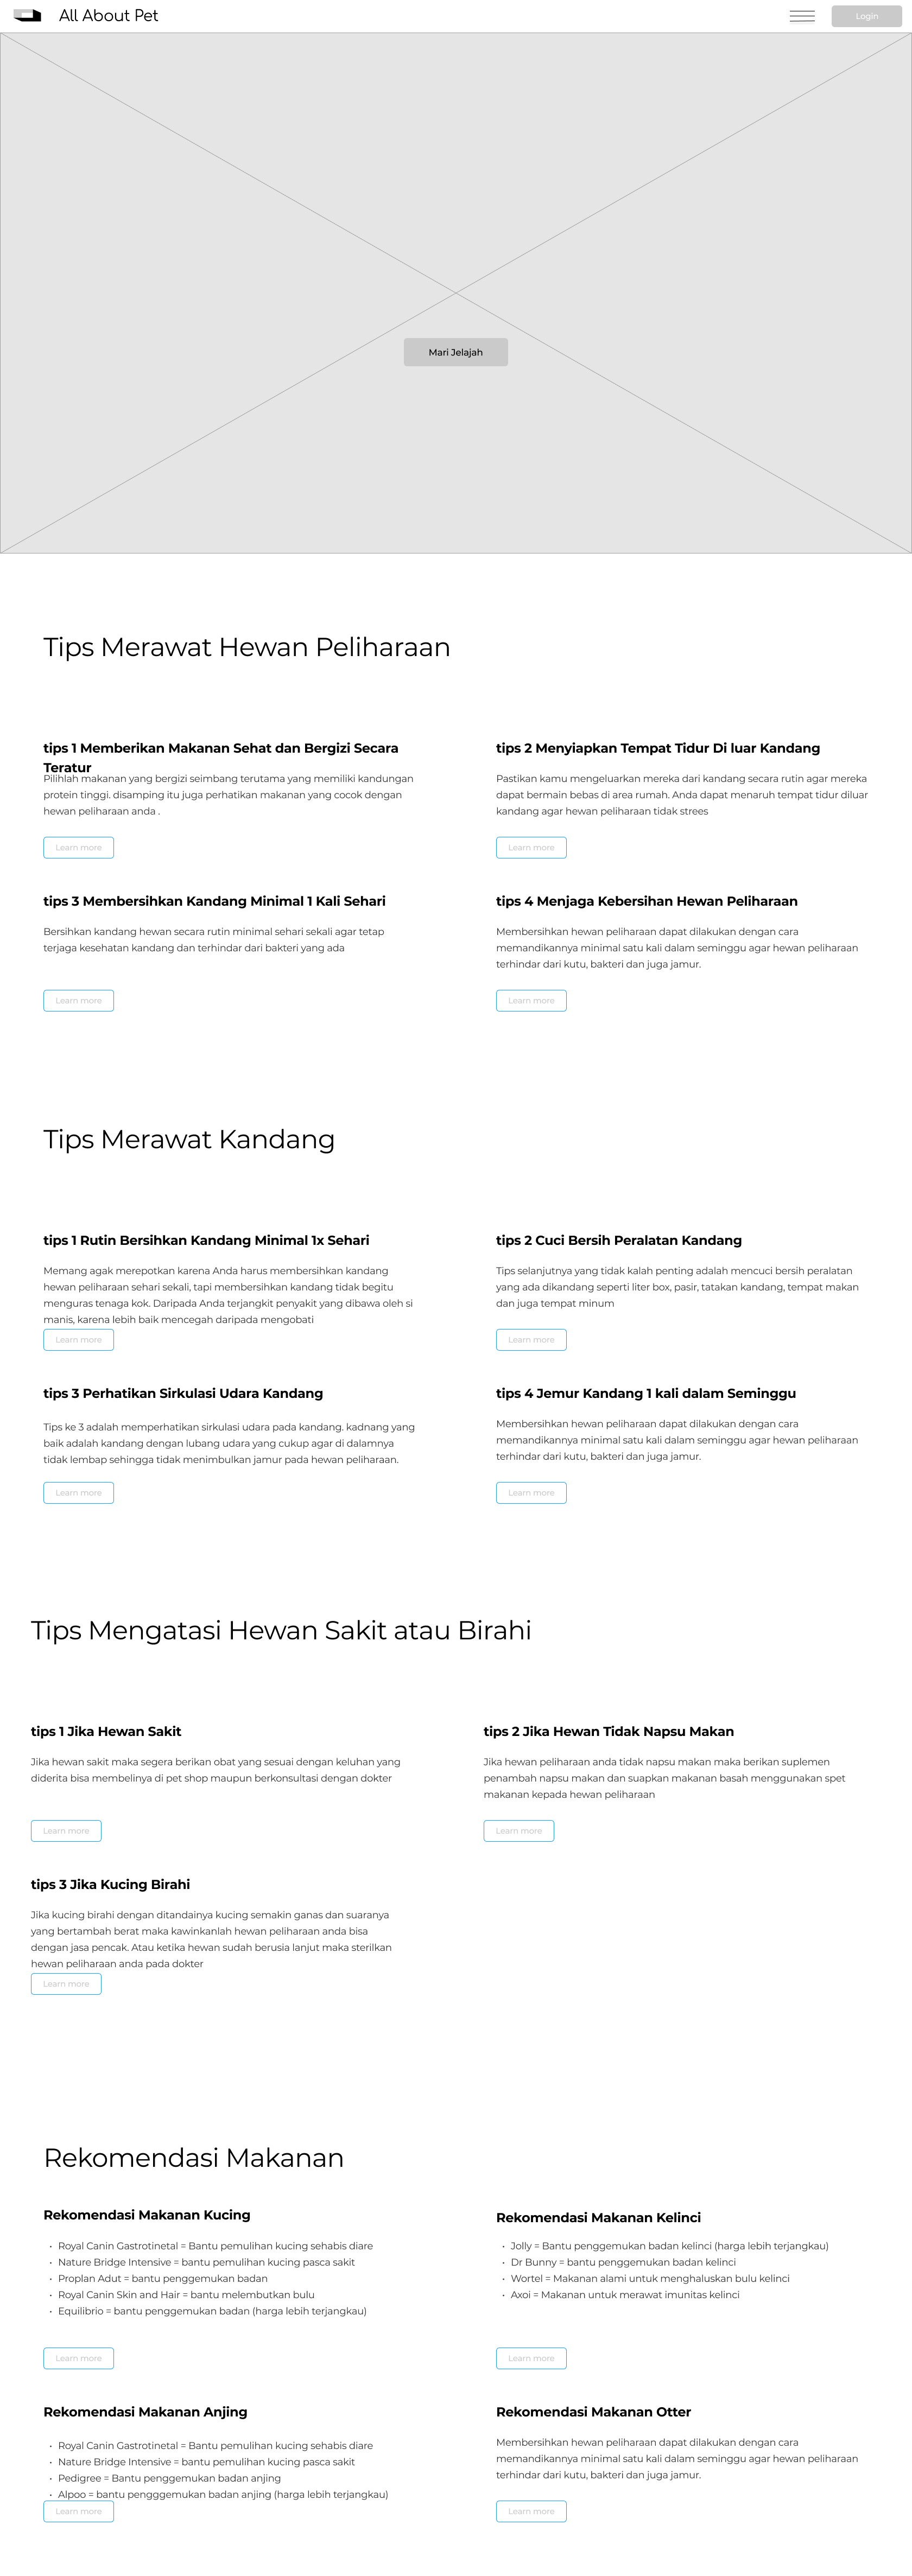 All About Pet
Login
Mari Jelajah
Tips Merawat Hewan Peliharaan
tips 1 Memberikan Makanan Sehat dan Bergizi Secara
Teratur
Pilihlah makanan yang bergizi seimbang terutama yang memiliki kandungan
protein tinggi. disamping itu juga perhatikan makanan yang cocok dengan
hewan peliharaan anda .
Learn more
tips 2 Menyiapkan Tempat Tidur Di luar Kandang
Pastikan kamu mengeluarkan mereka dari kandang secara rutin agar mereka
dapat bermain bebas di area rumah. Anda dapat menaruh tempat tidur diluar
kandang agar hewan peliharaan tidak strees
Learn more
tips 3 Membersihkan Kandang Minimal 1 Kali Sehari
Bersihkan kandang hewan secara rutin minimal sehari sekali agar tetap
terjaga kesehatan kandang dan terhindar dari bakteri yang ada
Learn more
tips 4 Menjaga Kebersihan Hewan Peliharaan
Membersihkan hewan peliharaan dapat dilakukan dengan cara
memandikannya minimal satu kali dalam seminggu agar hewan peliharaan
terhindar dari kutu, bakteri dan juga jamur.
Learn more
Tips Merawat Kandang
tips 1 Rutin Bersihkan Kandang Minimal 1x Sehari
Memang agak merepotkan karena Anda harus membersihkan kandang
hewan peliharaan sehari sekali, tapi membersihkan kandang tidak begitu
menguras tenaga kok. Daripada Anda terjangkit penyakit yang dibawa oleh si
manis, karena lebih baik mencegah daripada mengobati
Learn more
tips 2 Cuci Bersih Peralatan Kandang
Tips selanjutnya yang tidak kalah penting adalah mencuci bersih peralatan
yang ada dikandang seperti liter box, pasir, tatakan kandang, tempat makan
dan juga tempat minum
Learn more
tips 3 Perhatikan Sirkulasi Udara Kandang
Tips ke 3 adalah memperhatikan sirkulasi udara pada kandang. kadnang yang
baik adalah kandang dengan lubang udara yang cukup agar di dalamnya
tidak lembap sehingga tidak menimbulkan jamur pada hewan peliharaan.
Learn more
tips 4 Jemur Kandang 1 kali dalam Seminggu
Membersihkan hewan peliharaan dapat dilakukan dengan cara
memandikannya minimal satu kali dalam seminggu agar hewan peliharaan
terhindar dari kutu, bakteri dan juga jamur.
Learn more
Tips Mengatasi Hewan Sakit atau Birahi
tips 1 Jika Hewan Sakit
Jika hewan sakit maka segera berikan obat yang sesuai dengan keluhan yang
diderita bisa membelinya di pet shop maupun berkonsultasi dengan dokter
Learn more
tips 2 Jika Hewan Tidak Napsu Makan
Jika hewan peliharaan anda tidak napsu makan maka berikan suplemen
penambah napsu makan dan suapkan makanan basah menggunakan spet
makanan kepada hewan peliharaan
Learn more
tips 3 Jika Kucing Birahi
Jika kucing birahi dengan ditandainya kucing semakin ganas dan suaranya
yang bertambah berat maka kawinkanlah hewan peliharaan anda bisa
dengan jasa pencak. Atau ketika hewan sudah berusia lanjut maka sterilkan
hewan peliharaan anda pada dokter
Learn more
Rekomendasi Makanan
Rekomendasi Makanan Kucing
• Royal Canin Gastrotinetal = Bantu pemulihan kucing sehabis diare
• Nature Bridge Intensive = bantu pemulihan kucing pasca sakit
• Proplan Adut = bantu penggemukan badan
• Royal Canin Skin and Hair = bantu melembutkan bulu
• Equilibrio = bantu penggemukan badan (harga lebih terjangkau)
Learn more
Rekomendasi Makanan Kelinci
• Jolly = Bantu penggemukan badan kelinci (harga lebih terjangkau)
• Dr Bunny = bantu penggemukan badan kelinci
• Wortel = Makanan alami untuk menghaluskan bulu kelinci
• Axoi = Makanan untuk merawat imunitas kelinci
Learn more
Rekomendasi Makanan Anjing
• Royal Canin Gastrotinetal = Bantu pemulihan kucing sehabis diare
• Nature Bridge Intensive = bantu pemulihan kucing pasca sakit
• Pedigree = Bantu penggemukan badan anjing
• Alpoo = bantu pengggemukan badan anjing (harga lebih terjangkau)
Learn more
Rekomendasi Makanan Otter
Membersihkan hewan peliharaan dapat dilakukan dengan cara
memandikannya minimal satu kali dalam seminggu agar hewan peliharaan
terhindar dari kutu, bakteri dan juga jamur.
Learn more